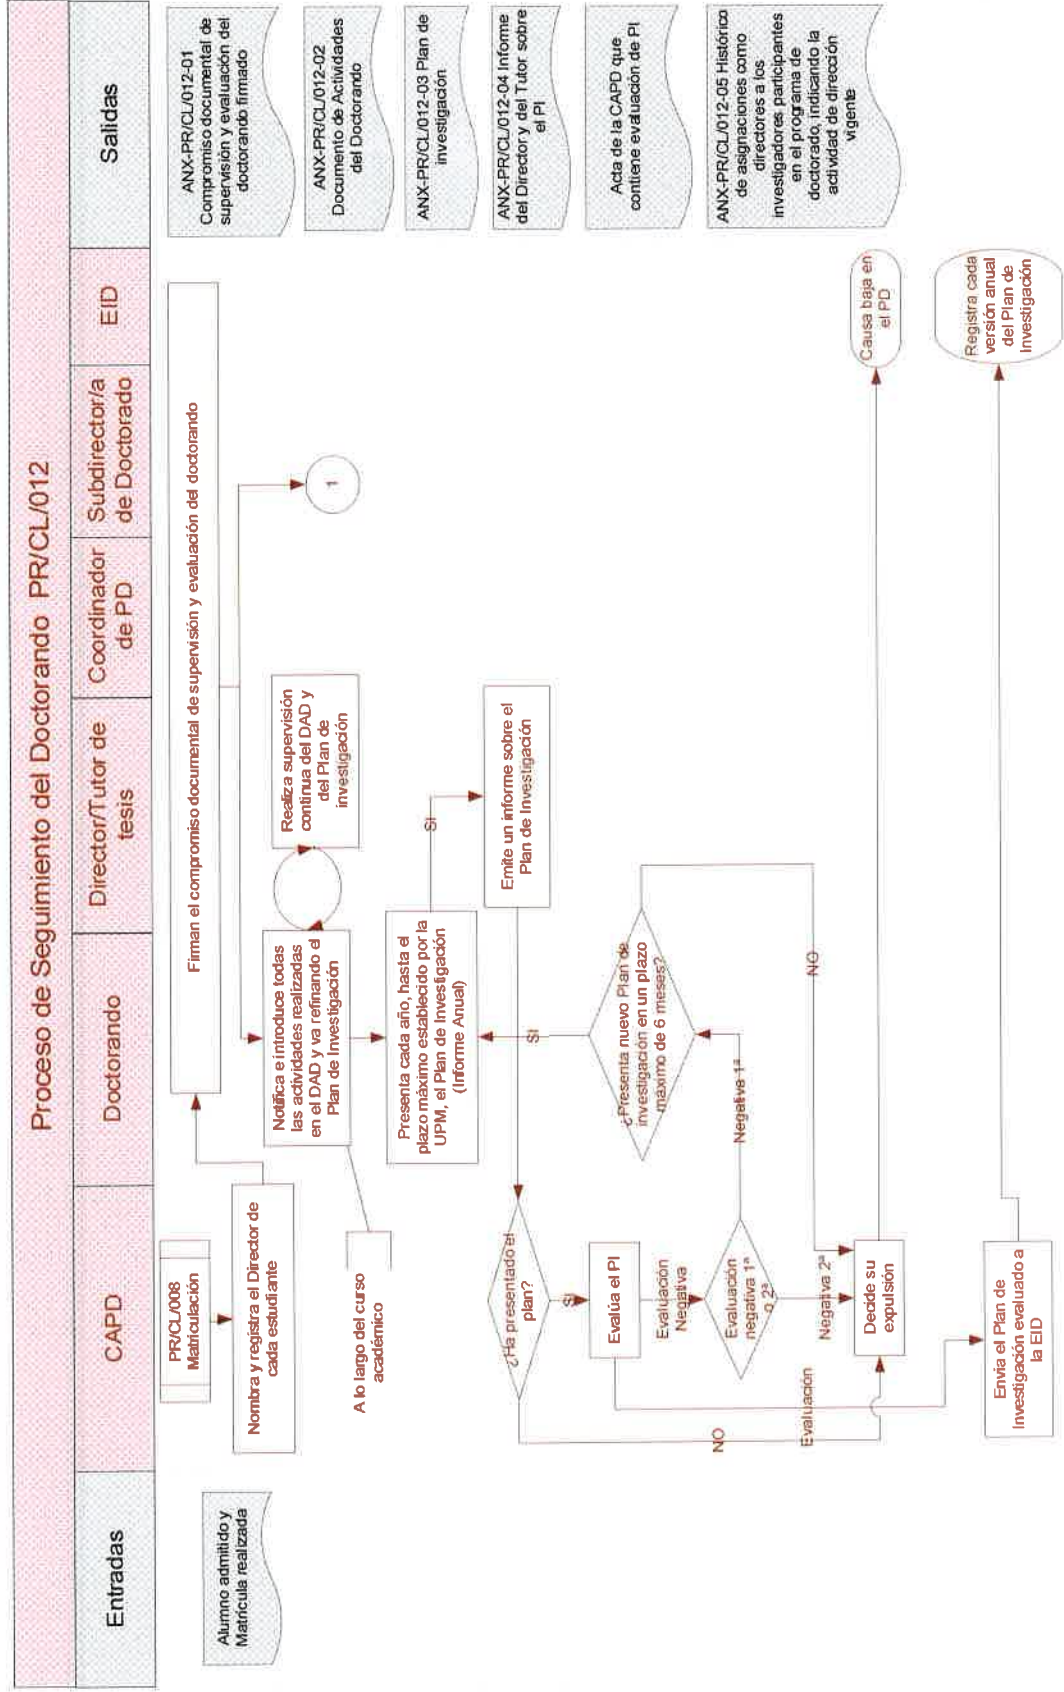 Proceso de Seguimiento del Doctorando PR/CL/012
Entradas
CAPD
Doctorando
Director/Tutor de
tesis
Coordinador
de PD
Subdirector/a
de Doctorado
EID
Salidas
Alumno admitido y
Matrícula realizada
PR/CL/008
Matriculación
Nombra y registra el Director de
cada estudiante
Firman el compromiso documental de supervisión y evaluación del doctorando
1
Notifica e introduce todas
las actividades realizadas
en el DAD y va refinando el
Plan de Investigación
Realiza supervisión
continua del DAD y
del Plan de
investigación
A lo largo del curso
académico
Presenta cada año, hasta el
plazo máximo establecido por la
UPM, el Plan de Investigación
(Informe Anual)
SI
Emite un informe sobre el
Plan de Investigación
¿Ha presentado el
plan?
SI
NO
Evalúa el PI
Evaluación
Negativa
Evaluación
Evaluación
negativa 1ª
o 2ª
Negativa 1ª
Negativa 2ª
¿Presenta nuevo Plan de
investigación en un plazo
máximo de 6 meses?
SI
NO
Decide su
expulsión
Causa baja en
el PD
Envia el Plan de
Investigación evaluado a
la EID
Registra cada
versión anual
del Plan de
Investigación
ANX-PR/CL/012-01
Compromiso documental de
supervisión y evaluación del
doctorando firmado
ANX-PR/CL/012-02
Documento de Actividades
del Doctorando
ANX-PR/CL/012-03 Plan de
investigación
ANX-PR/CL/012-04 Informe
del Director y del Tutor sobre
el PI
Acta de la CAPD que
contiene evaluación de PI
ANX-PR/CL/012-05 Histórico
de asignaciones como
directores a los
investigadores participantes
en el programa de
doctorado, indicando la
actividad de dirección
vigente